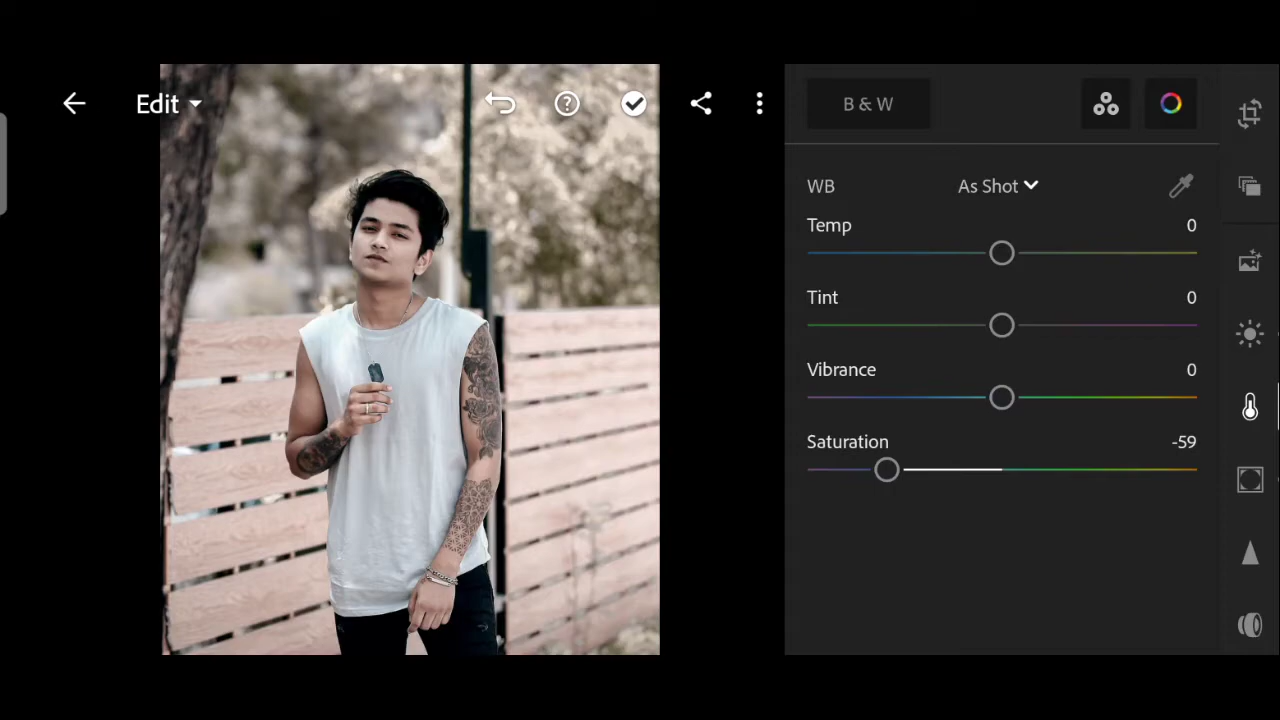 Edit
B & W
WB As Shot
Temp 0
Tint 0
Vibrance 0
Saturation -59